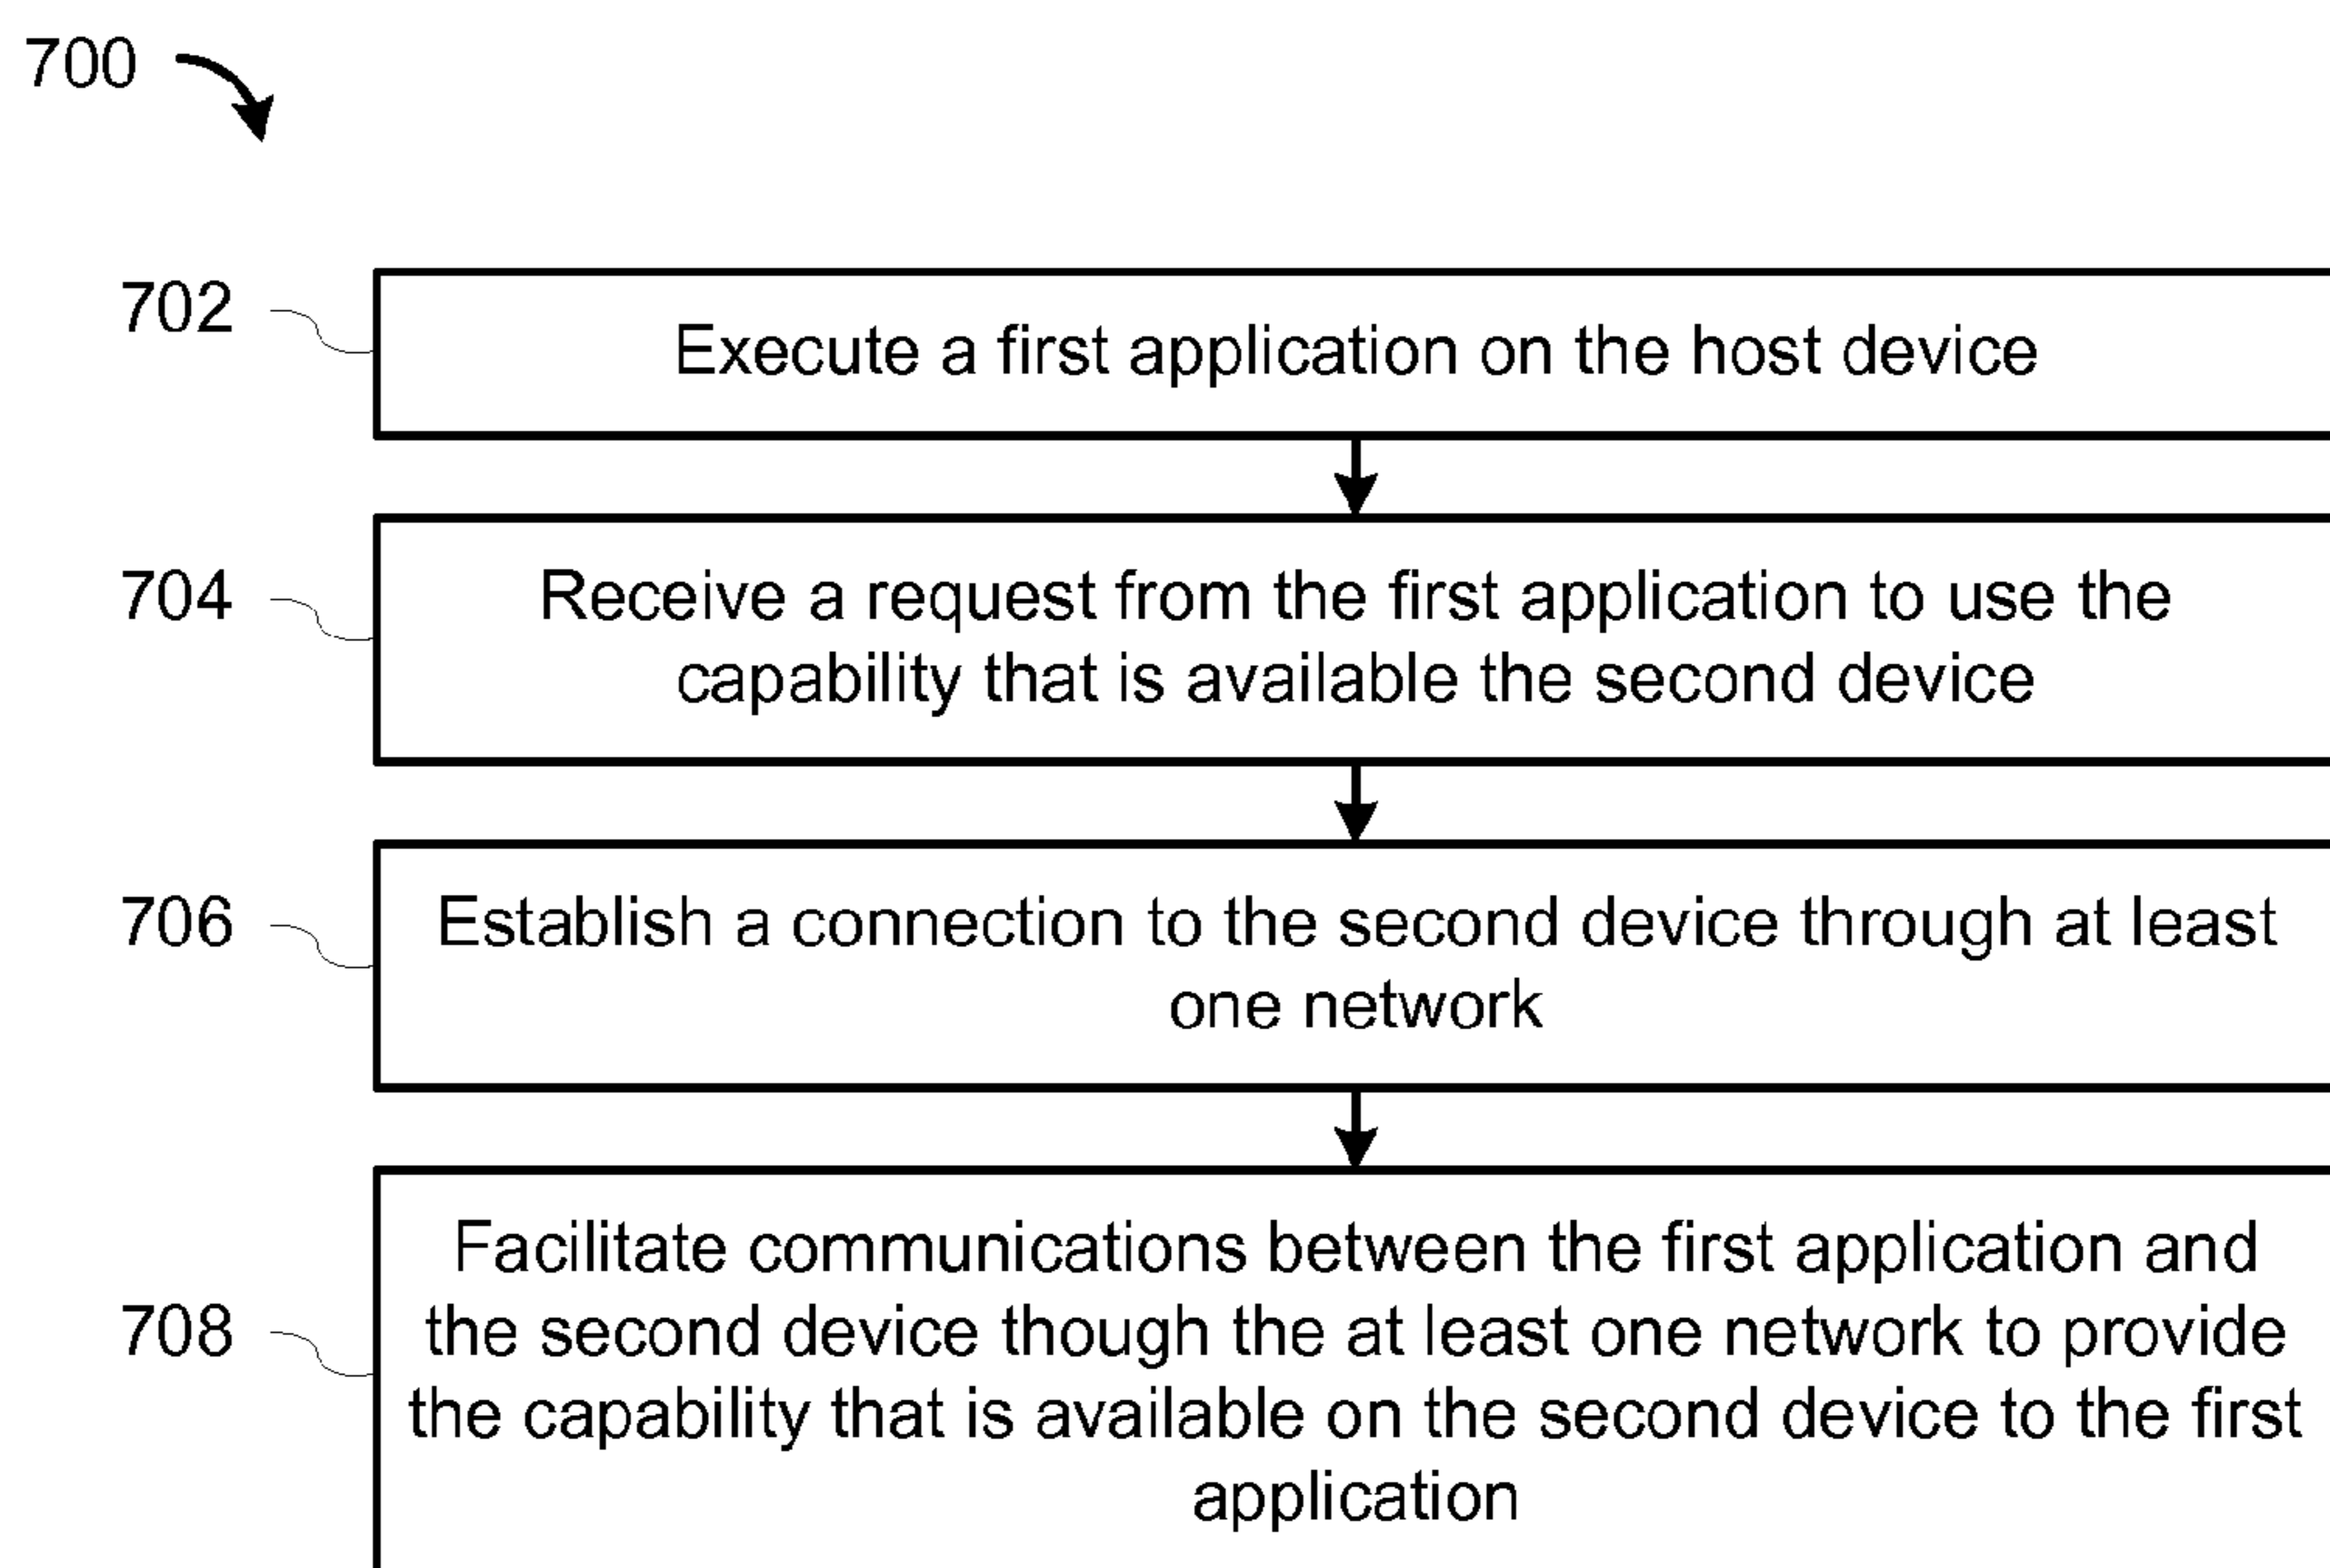 700
702
Execute a first application on the host device
704
Receive a request from the first application to use the
capability that is available the second device
706
Establish a connection to the second device through at least
one network
708
Facilitate communications between the first application and
the second device though the at least one network to provide
the capability that is available on the second device to the first
application